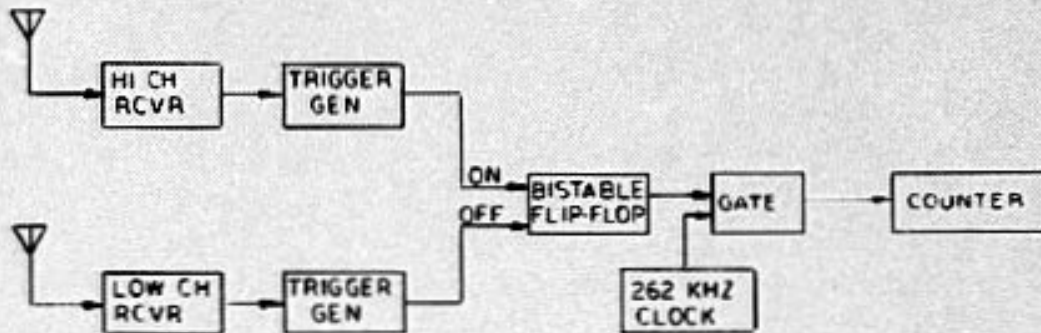 HI CH
RCVR
TRIGGER
GEN
ON
OFF
BISTABLE
FLIP-FLOP
GATE
COUNTER
LOW CH
RCVR
TRIGGER
GEN
262 KHZ
CLOCK